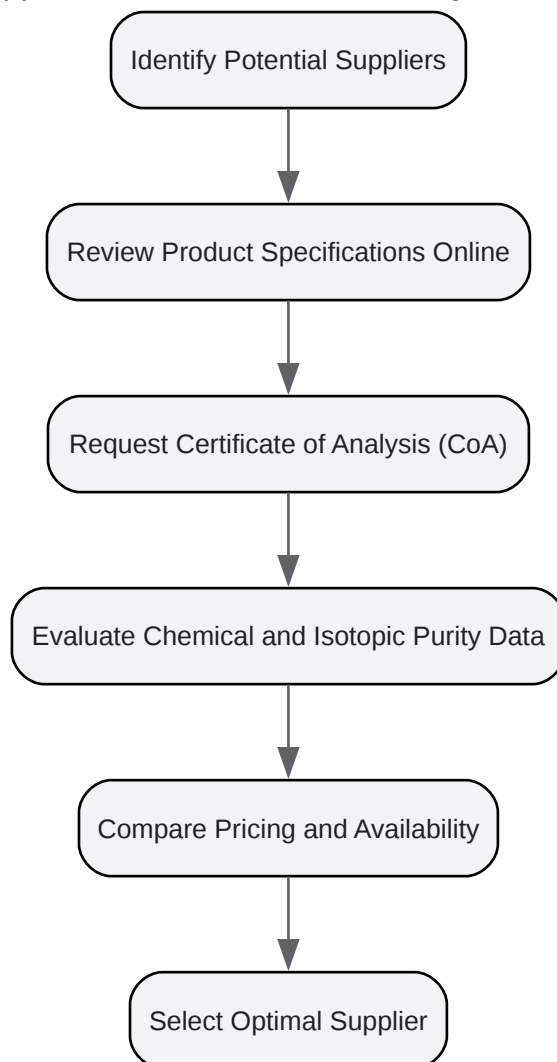 Identify Potential Suppliers
Review Product Specifications Online
Request Certificate of Analysis (CoA)
Evaluate Chemical and Isotopic Purity Data
Compare Pricing and Availability
Select Optimal Supplier